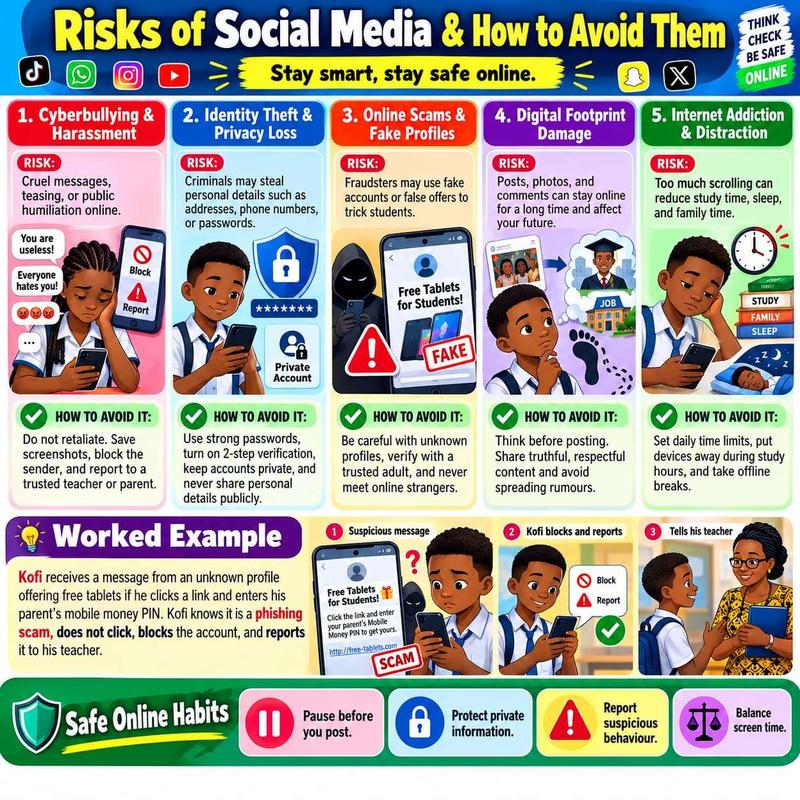 Risks of Social Media & How to Avoid Them
Stay smart, stay safe online.
THINK
CHECK
BE SAFE
ONLINE
1. Cyberbullying &
Harassment
RISK:
Cruel messages,
teasing, or public
humiliation online.
You are
useless!
Everyone
hates you!
Block
Report
HOW TO AVOID IT:
Do not retaliate. Save
screenshots, block the
sender, and report to a
trusted teacher or parent.
2. Identity Theft &
Privacy Loss
RISK:
Criminals may steal
personal details such as
addresses, phone numbers,
or passwords.
*******
Private
Account
HOW TO AVOID IT:
Use strong passwords,
turn on 2-step verification,
keep accounts private, and
never share personal
details publicly.
3. Online Scams &
Fake Profiles
RISK:
Fraudsters may use fake
accounts or false offers to
trick students.
Free Tablets
for Students!
FAKE
HOW TO AVOID IT:
Be careful with unknown
profiles, verify with a
trusted adult, and never
meet online strangers.
4. Digital Footprint
Damage
RISK:
Posts, photos, and
comments can stay online
for a long time and affect
your future.
JOB
HOW TO AVOID IT:
Think before posting.
Share truthful, respectful
content and avoid
spreading rumours.
5. Internet Addiction
& Distraction
RISK:
Too much scrolling can
reduce study time, sleep,
and family time.
STUDY
FAMILY
SLEEP
HOW TO AVOID IT:
Set daily time limits, put
devices away during study
hours, and take offline
breaks.
Worked Example
Kofi receives a message from an unknown profile
offering free tablets if he clicks a link and enters his
parent's mobile money PIN. Kofi knows it is a phishing
scam, does not click, blocks the account, and reports
it to his teacher.
1 Suspicious message
Free Tablets
for Students!
Click the link and enter
your parent's Mobile
Money PIN to get yours.
http://free-tablets.com
SCAM
2 Kofi blocks and reports
Block
Report
3 Tells his teacher
Safe Online Habits
Pause before
you post.
Protect private
information.
Report
suspicious
behaviour.
Balance
screen time.